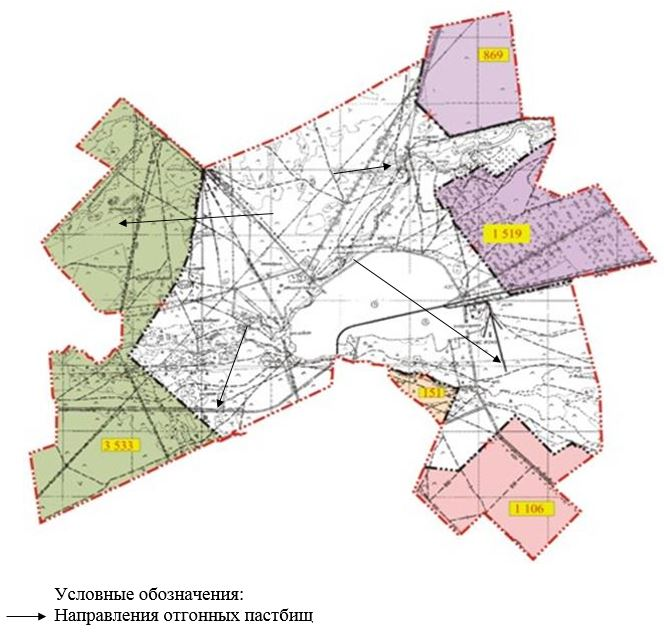 869
1 519
151
3 533
1 106
Условные обозначения:
Направления отгонных пастбищ